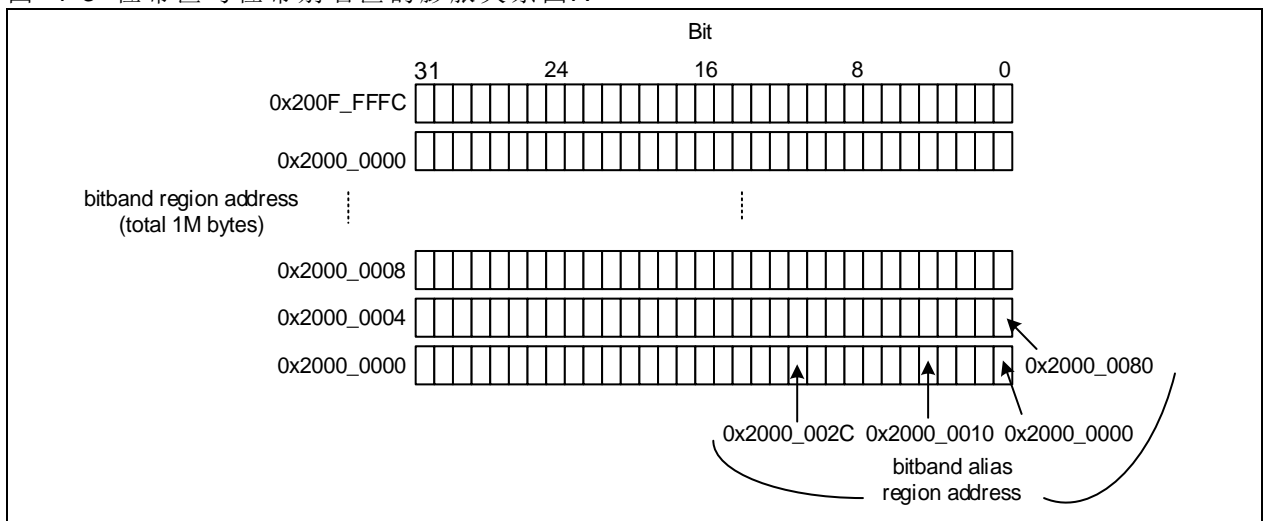 Bit
31 24 16 8 0
0x200F_FFFC
0x2000_0000
bitband region address
(total 1M bytes)
0x2000_0008
0x2000_0004
0x2000_0000
0x2000_0080
0x2000_002C 0x2000_0010 0x2000_0000
bitband alias
region address